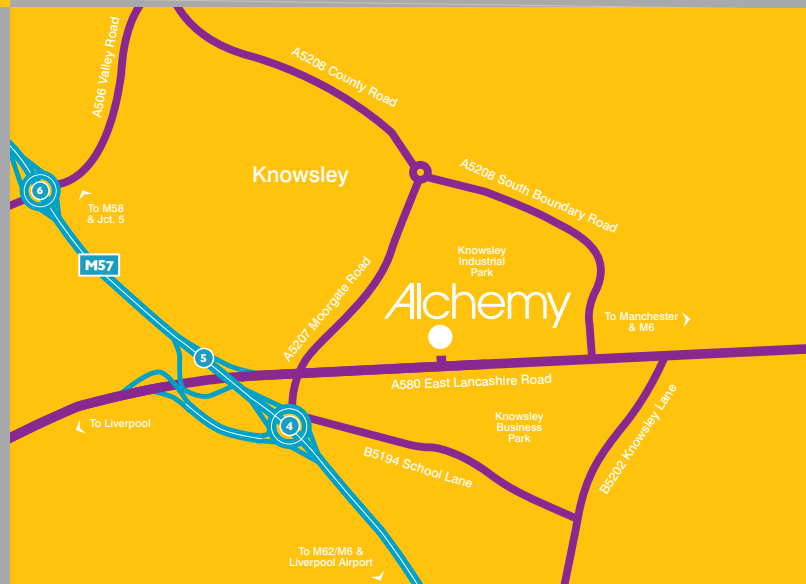 A506 Valley Road
A5208 County Road
Knowsley
A5208 South Boundary Road
6
To M58
& Jct. 5
M57
Knowsley
Industrial
Park
A5207 Moorgate Road
Alchemy
To Manchester
& M6
5
A580 East Lancashire Road
To Liverpool
4
Knowsley
Business
Park
B5202 Knowsley Lane
B5194 School Lane
To M62/M6 &
Liverpool Airport